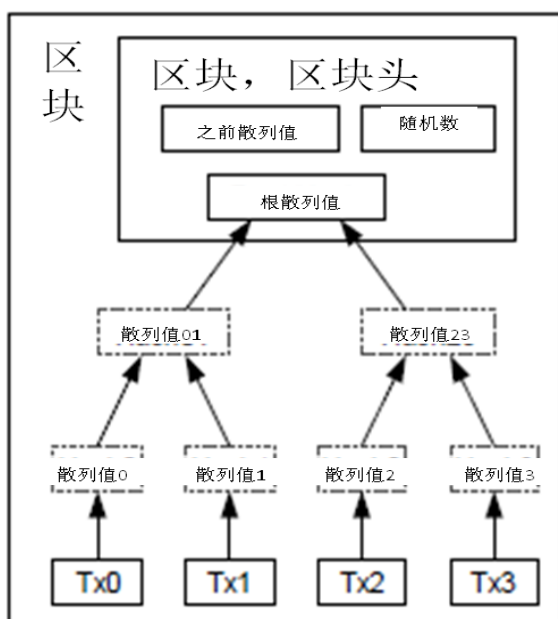 区
块
区块，区块头
之前散列值
随机数
根散列值
散列值01
散列值23
散列值0
散列值1
散列值2
散列值3
Tx0
Tx1
Tx2
Tx3